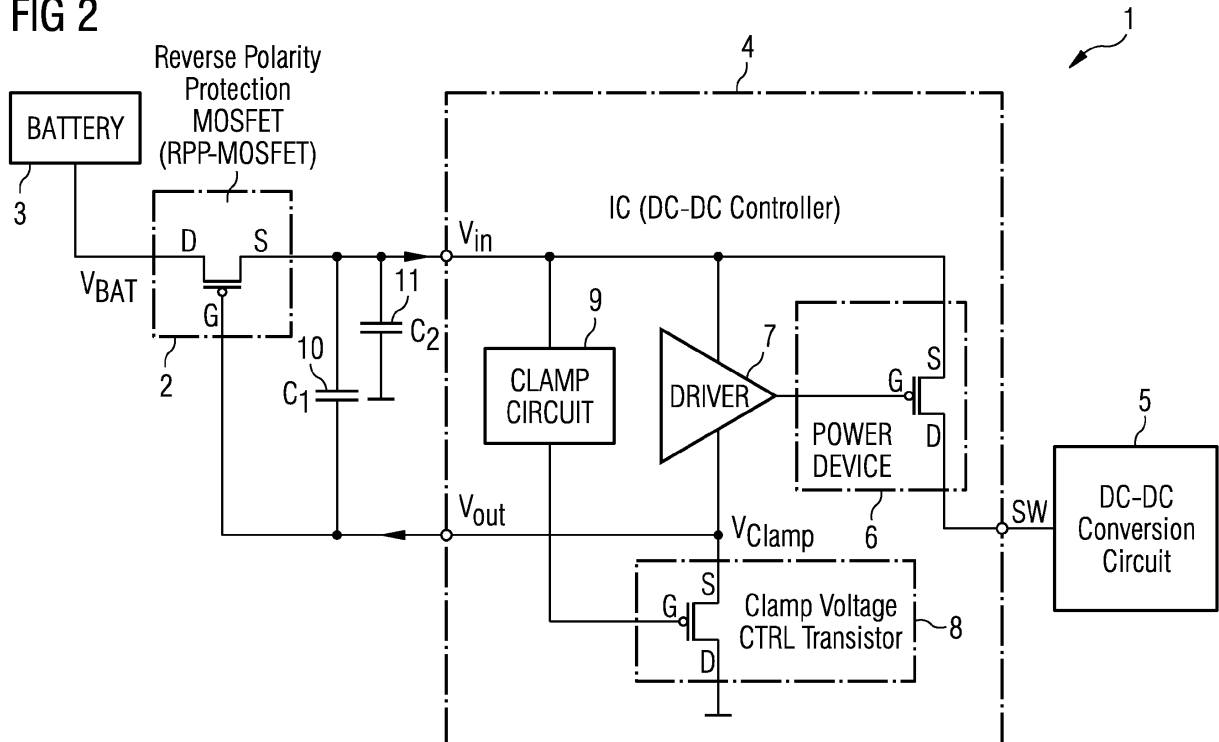 FIG 2
1
4
Reverse Polarity
Protection
MOSFET
(RPP-MOSFET)
BATTERY
3
IC (DC-DC Controller)
D
S
Vin
VBAT
G
2
11
C2
10
C1
9
CLAMP
CIRCUIT
7
DRIVER
S
G
D
POWER
DEVICE
6
5
DC-DC
Conversion
Circuit
SW
Vout
VClamp
S
G
D
Clamp Voltage
CTRL Transistor
8